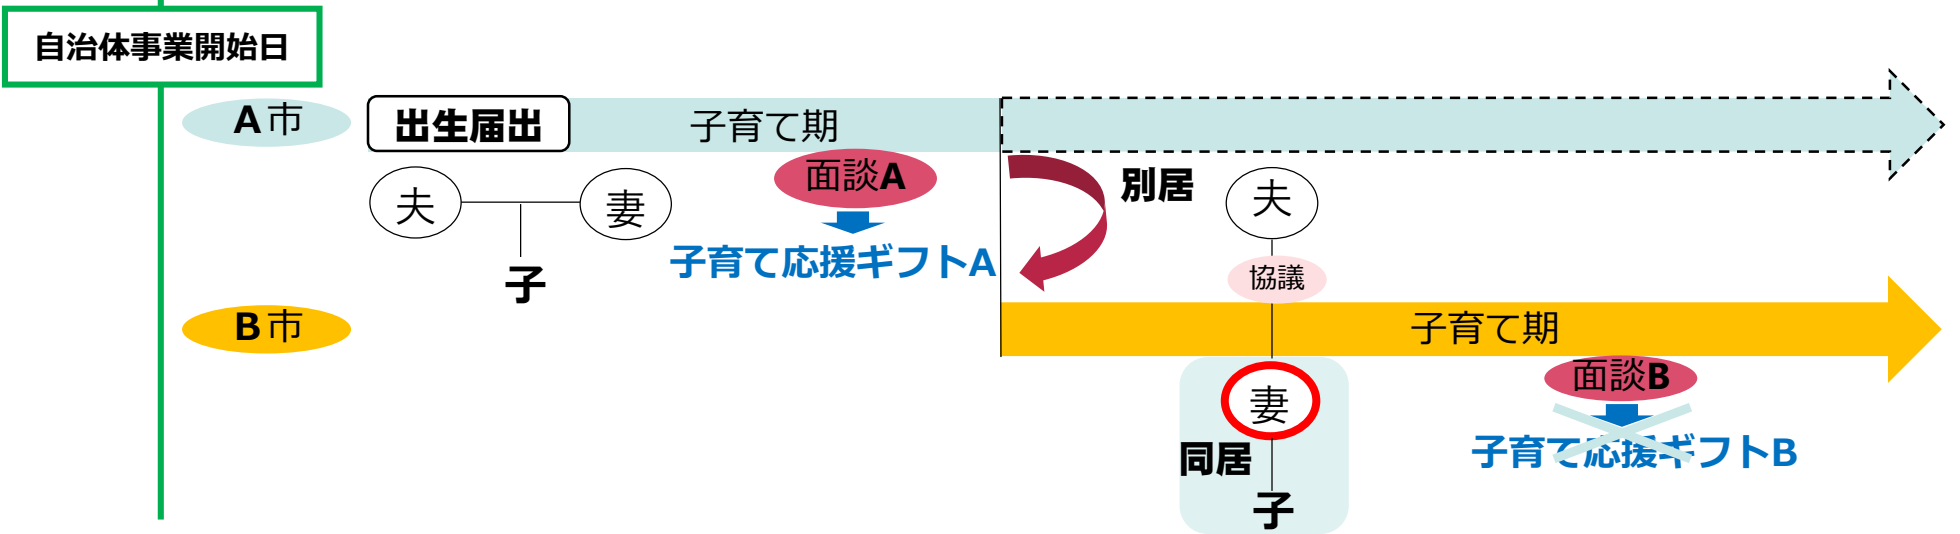 自治体事業開始日
A市
出生届出
子育て期
夫
妻
子
面談A
子育て応援ギフトA
別居
夫
協議
B市
子育て期
妻
同居
子
面談B
子育て応援ギフトB